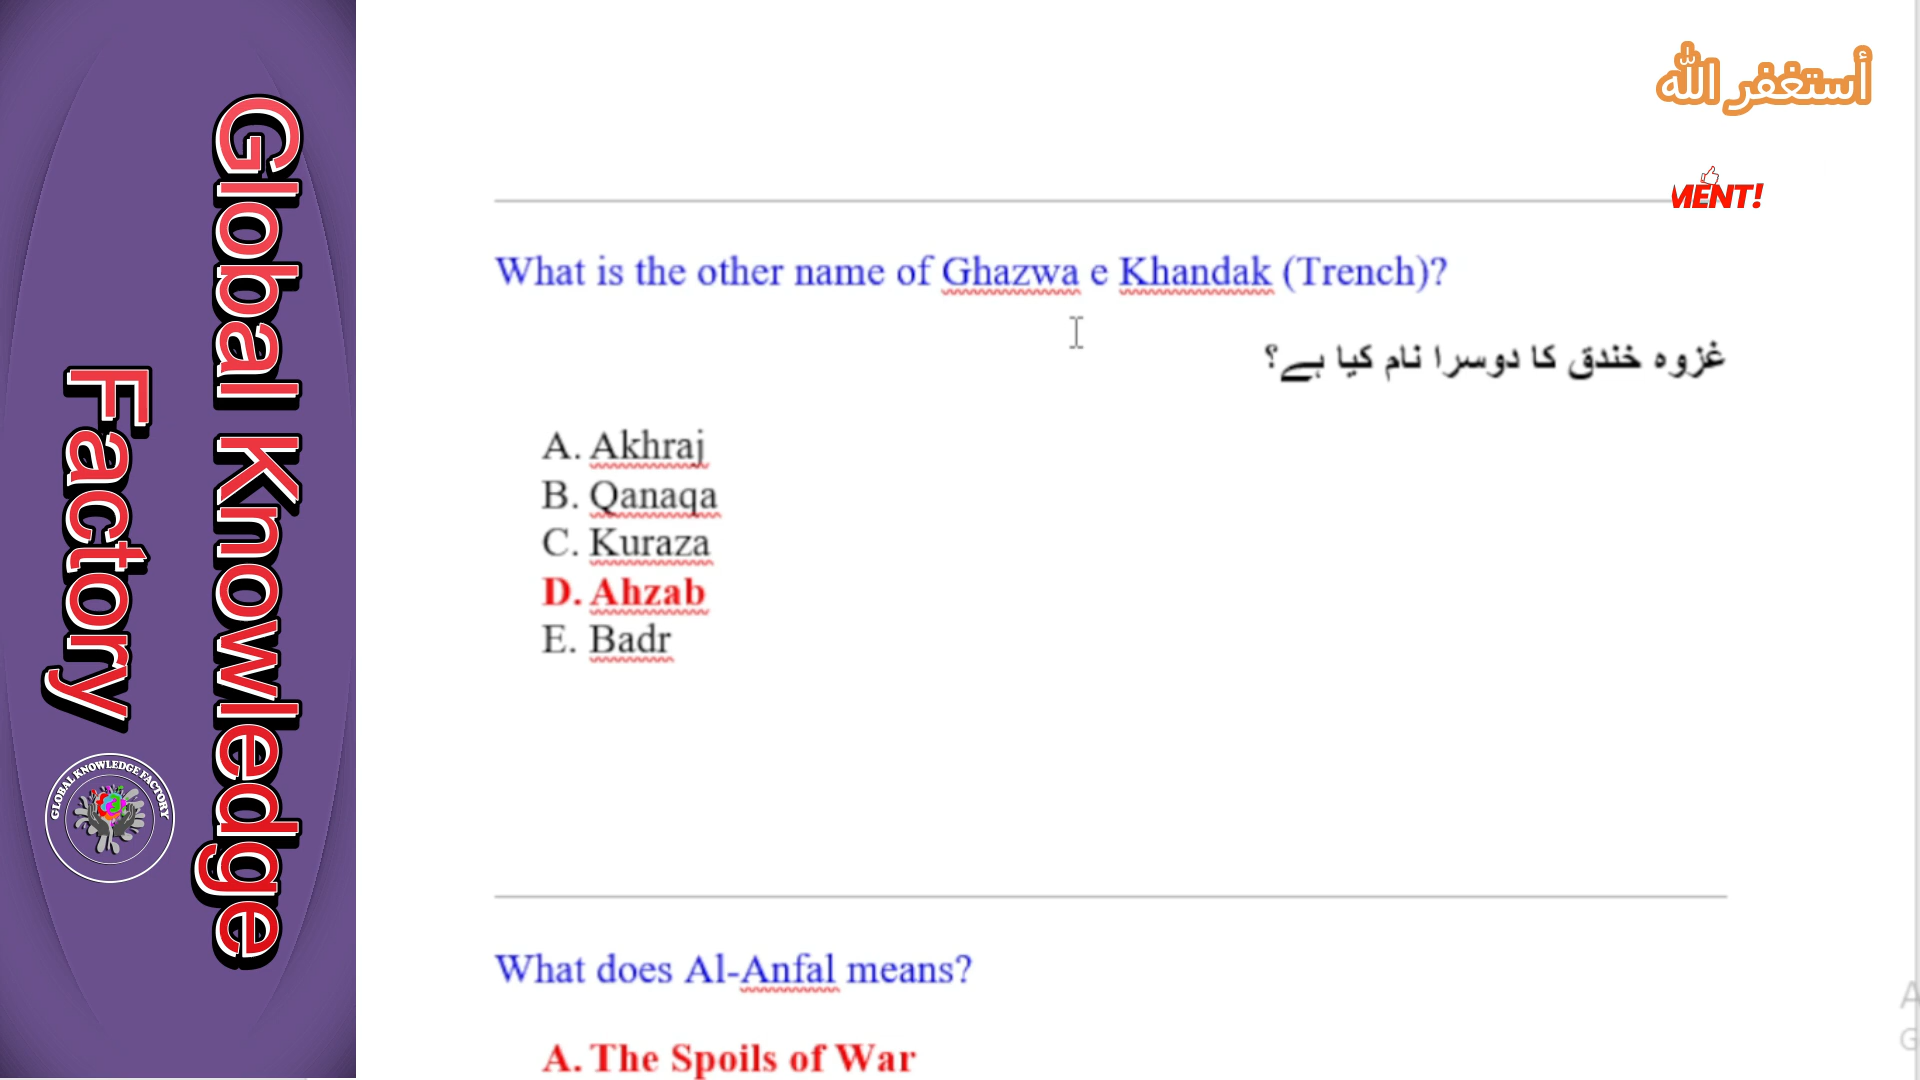 Global Knowledge
Factory
GLOBAL KNOWLEDGE FACTORY
أستغفر الله
MENT!
What is the other name of Ghazwa e Khandak (Trench)?
غزوہ خندق کا دوسرا نام کیا ہے؟
A. Akhraj
B. Qanaqa
C. Kuraza
D. Ahzab
E. Badr
What does Al-Anfal means?
A. The Spoils of War
A
G